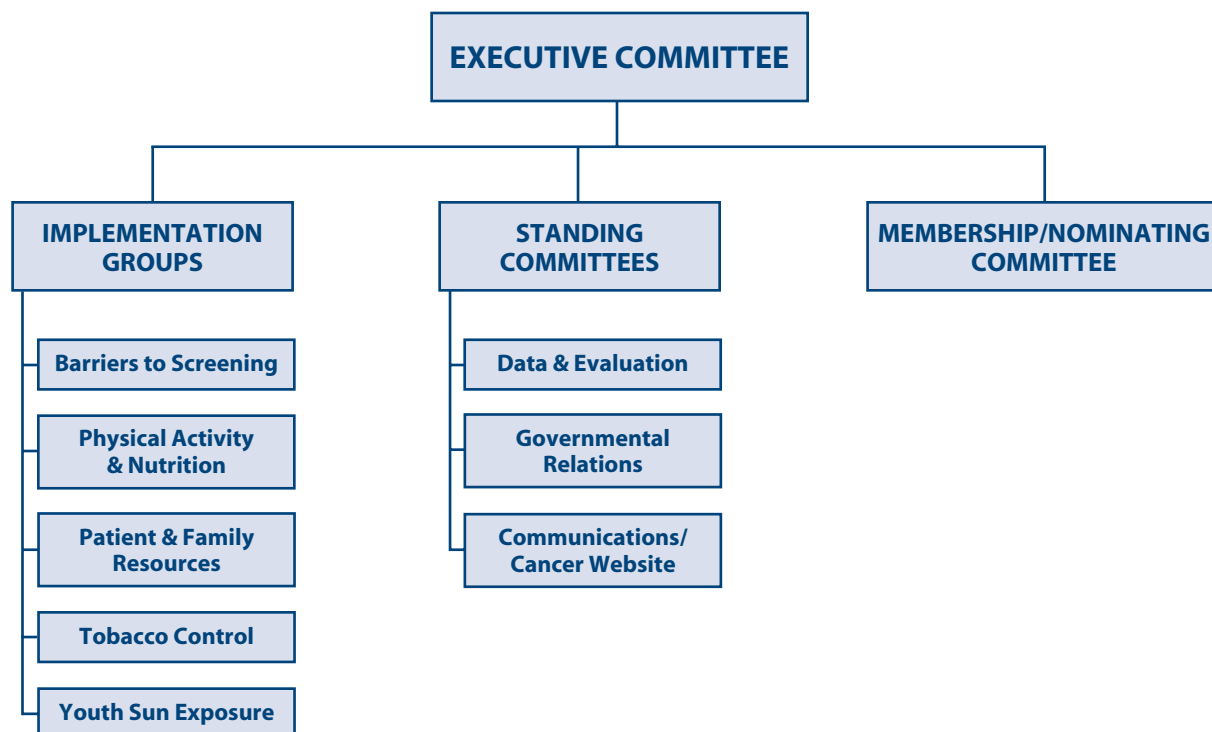 EXECUTIVE COMMITTEE
IMPLEMENTATION
GROUPS
Barriers to Screening
Physical Activity
& Nutrition
Patient & Family
Resources
Tobacco Control
Youth Sun Exposure
STANDING
COMMITTEES
Data & Evaluation
Governmental
Relations
Communications/
Cancer Website
MEMBERSHIP/NOMINATING
COMMITTEE